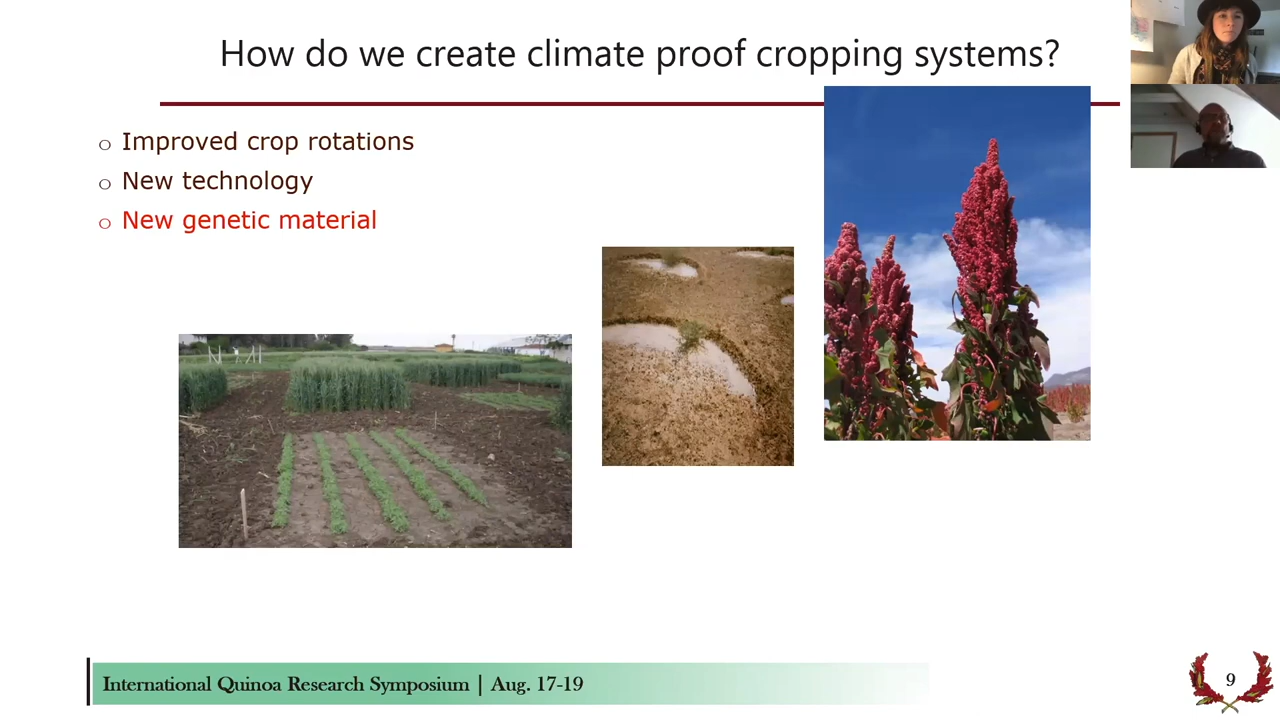 How do we create climate proof cropping systems?
Improved crop rotations
New technology
New genetic material
International Quinoa Research Symposium | Aug. 17-19
9